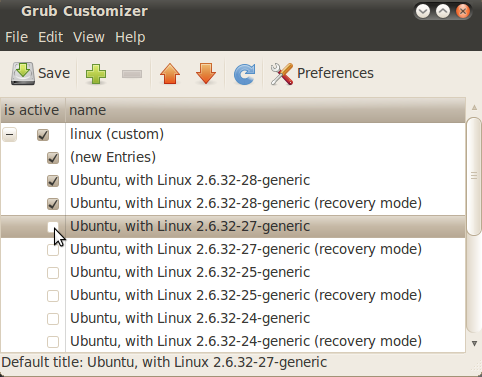 Grub Customizer
File Edit View Help
Save Preferences
is active name
linux (custom)
(new Entries)
Ubuntu, with Linux 2.6.32-28-generic
Ubuntu, with Linux 2.6.32-28-generic (recovery mode)
Ubuntu, with Linux 2.6.32-27-generic
Ubuntu, with Linux 2.6.32-27-generic (recovery mode)
Ubuntu, with Linux 2.6.32-25-generic
Ubuntu, with Linux 2.6.32-25-generic (recovery mode)
Ubuntu, with Linux 2.6.32-24-generic
Ubuntu, with Linux 2.6.32-24-generic (recovery mode)
Default title: Ubuntu, with Linux 2.6.32-27-generic